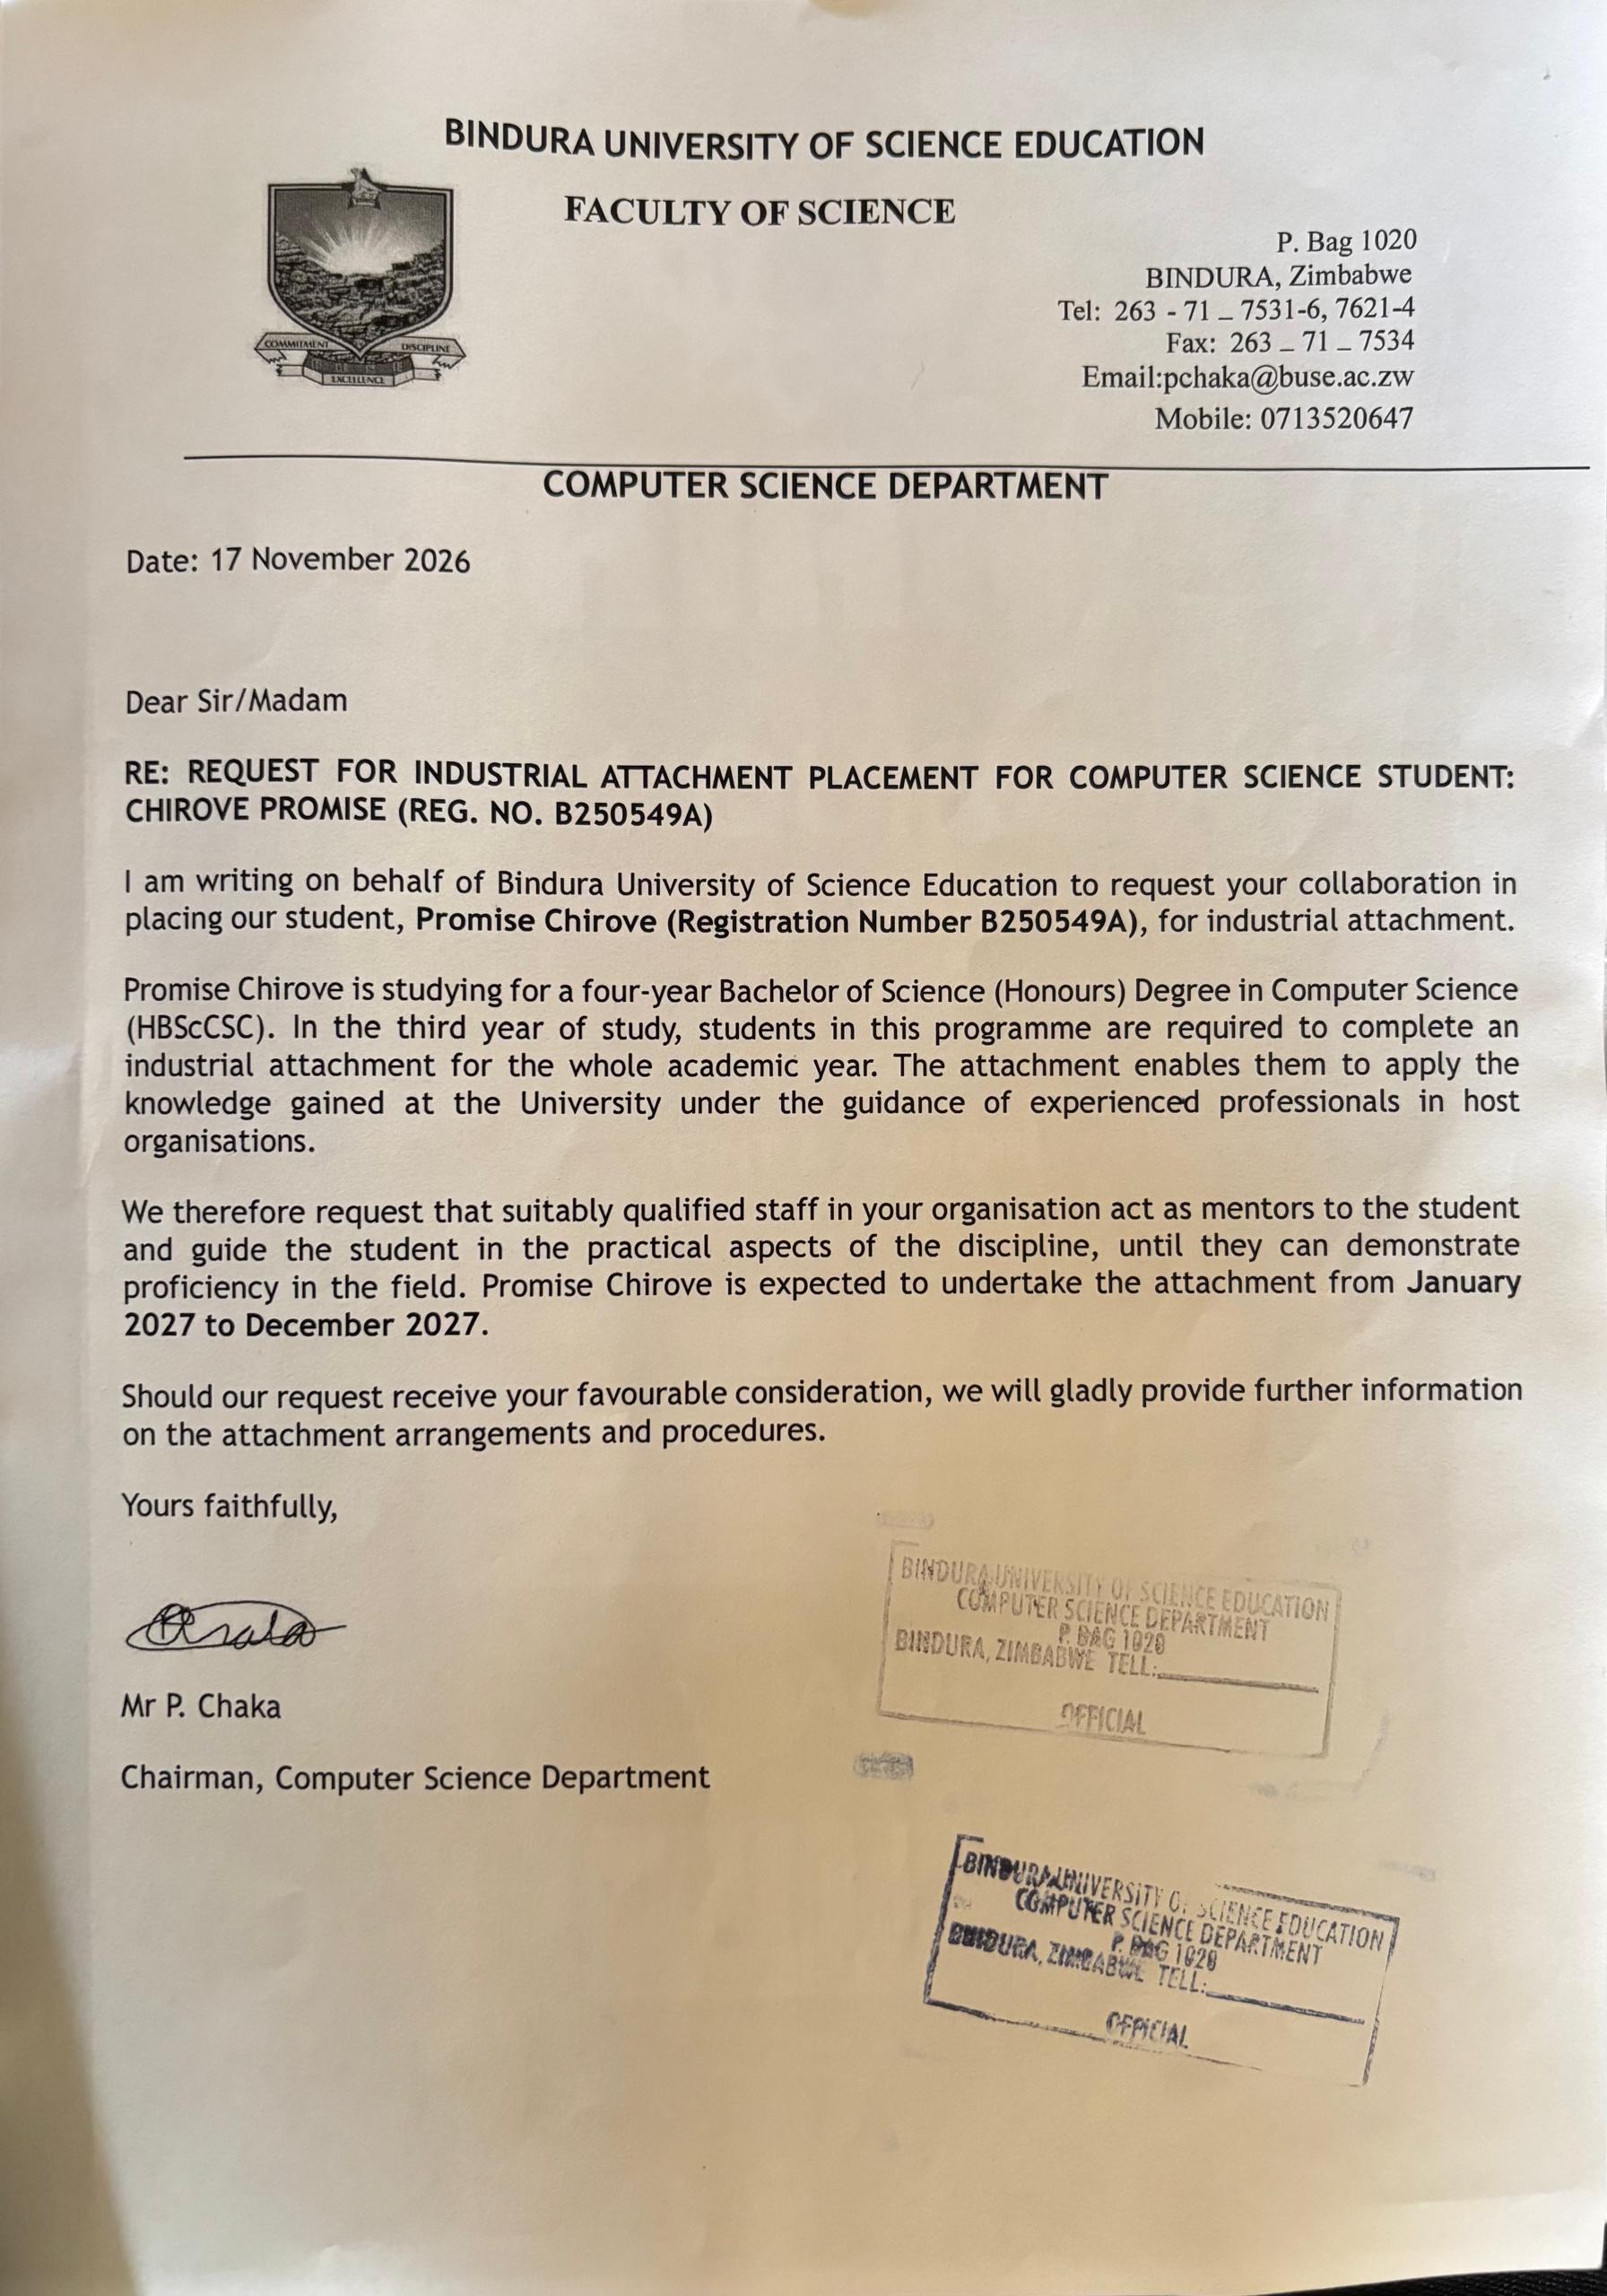 BINDURA UNIVERSITY OF SCIENCE EDUCATION
FACULTY OF SCIENCE
COMMITMENT
DISCIPLINE
EXCELLENCE
P. Bag 1020
BINDURA, Zimbabwe
Tel: 263 - 71 _ 7531-6, 7621-4
Fax: 263 _ 71 _ 7534
Email:pchaka@buse.ac.zw
Mobile: 0713520647
COMPUTER SCIENCE DEPARTMENT
Date: 17 November 2026
Dear Sir/Madam
RE: REQUEST FOR INDUSTRIAL ATTACHMENT PLACEMENT FOR COMPUTER SCIENCE STUDENT:
CHIROVE PROMISE (REG. NO. B250549A)
I am writing on behalf of Bindura University of Science Education to request your collaboration in
placing our student, Promise Chirove (Registration Number B250549A), for industrial attachment.
Promise Chirove is studying for a four-year Bachelor of Science (Honours) Degree in Computer Science
(HBScCSC). In the third year of study, students in this programme are required to complete an
industrial attachment for the whole academic year. The attachment enables them to apply the
knowledge gained at the University under the guidance of experienced professionals in host
organisations.
We therefore request that suitably qualified staff in your organisation act as mentors to the student
and guide the student in the practical aspects of the discipline, until they can demonstrate
proficiency in the field. Promise Chirove is expected to undertake the attachment from January
2027 to December 2027.
Should our request receive your favourable consideration, we will gladly provide further information
on the attachment arrangements and procedures.
Yours faithfully,
Mr P. Chaka
Chairman, Computer Science Department
BINDURA UNIVERSITY OF SCIENCE EDUCATION
COMPUTER SCIENCE DEPARTMENT
P. BAG 1020
BINDURA, ZIMBABWE TELL:
OFFICIAL
BINDURA UNIVERSITY OF SCIENCE EDUCATION
COMPUTER SCIENCE DEPARTMENT
P. BAG 1020
BINDURA, ZIMBABWE TELL:
OFFICIAL